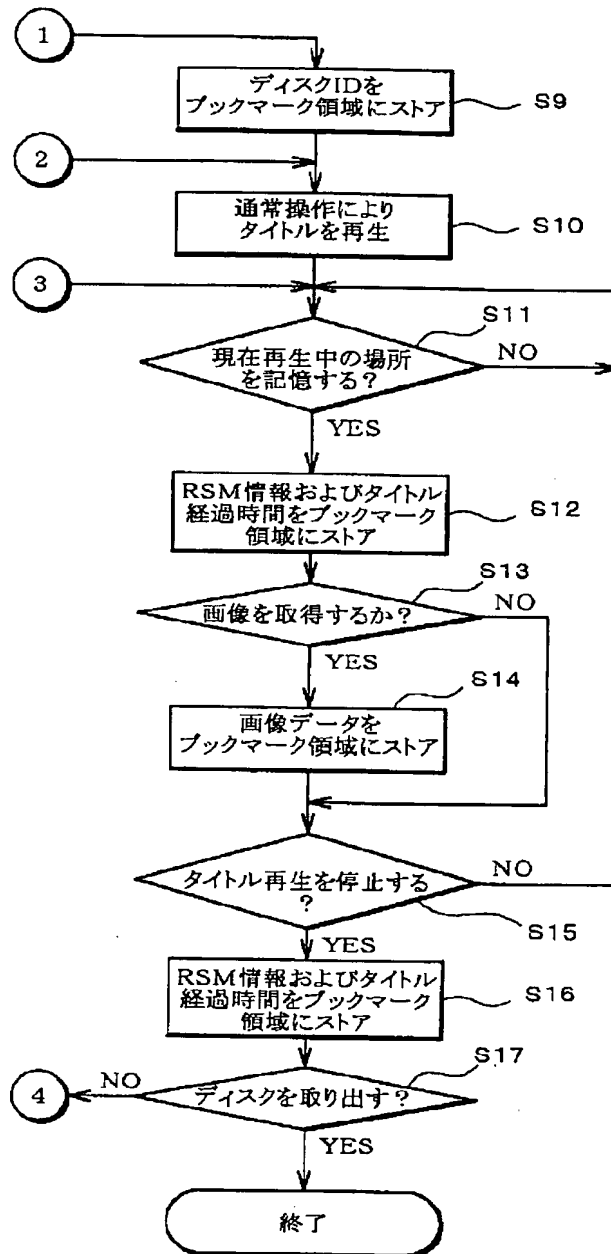 1
ディスクIDを
ブックマーク領域にストア
S9
2
通常操作により
タイトルを再生
S10
3
S11
現在再生中の場所
を記憶する?
NO
YES
RSM情報およびタイトル
経過時間をブックマーク
領域にストア
S12
S13
画像を取得するか?
NO
YES
S14
画像データを
ブックマーク領域にストア
タイトル再生を停止する
?
NO
S15
YES
RSM情報およびタイトル
経過時間をブックマーク
領域にストア
S16
S17
4
NO
ディスクを取り出す?
YES
終了